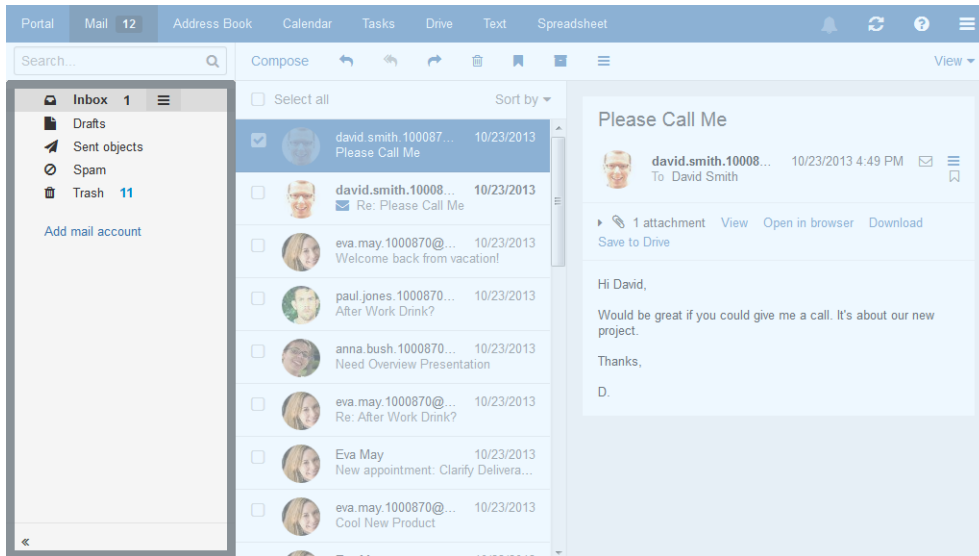 Portal Mail 12 Address Book Calendar Tasks Drive Text Spreadsheet
Search... Compose View
Inbox 1
Drafts
Sent objects
Spam
Trash 11
Add mail account
«
Select all Sort by
david.smith.100087... 10/23/2013
Please Call Me
david.smith.10008... 10/23/2013
Re: Please Call Me
eva.may.1000870@... 10/23/2013
Welcome back from vacation!
paul.jones.1000870... 10/23/2013
After Work Drink?
anna.bush.1000870... 10/23/2013
Need Overview Presentation
eva.may.1000870@... 10/23/2013
Re: After Work Drink?
Eva May 10/23/2013
New appointment: Clarify Delivera...
eva.may.1000870@... 10/23/2013
Cool New Product
Please Call Me
david.smith.10008... 10/23/2013 4:49 PM
To David Smith
1 attachment View Open in browser Download
Save to Drive
Hi David,
Would be great if you could give me a call. It's about our new
project.
Thanks,
D.